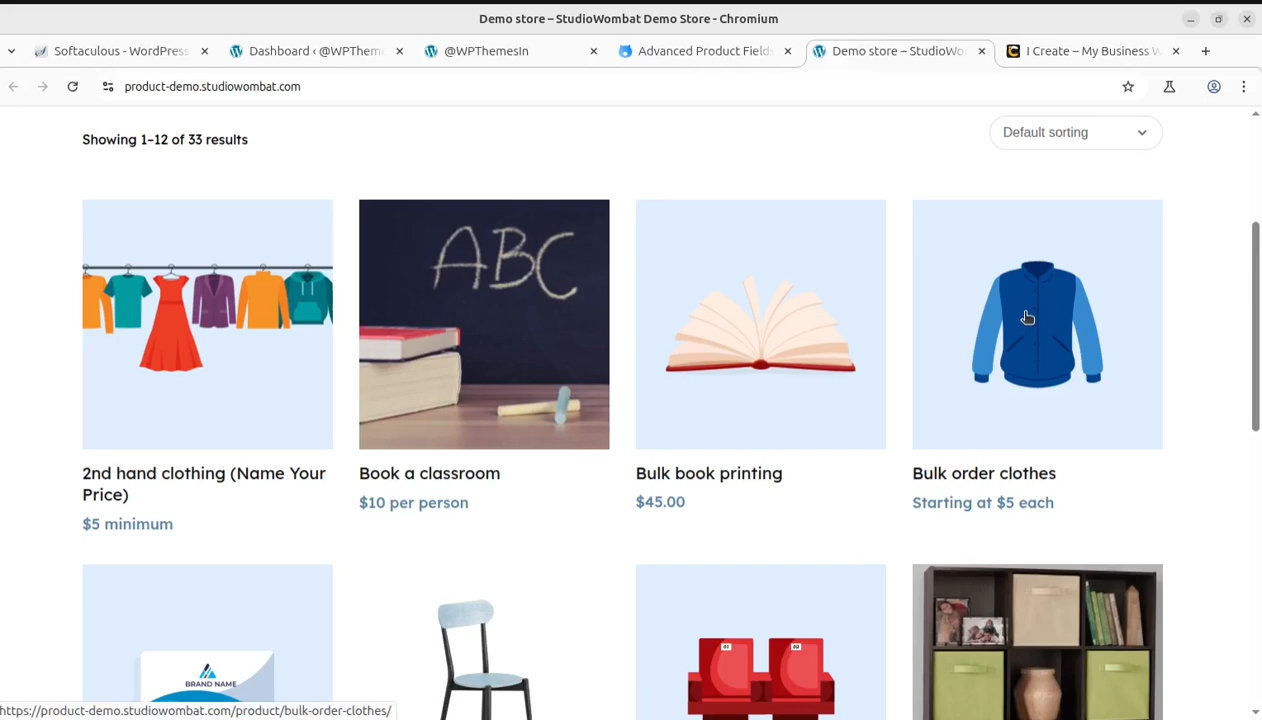 Demo store – StudioWombat Demo Store - Chromium
Softaculous - WordPress
Dashboard ‹ @WPTheme
@WPThemesIn
Advanced Product Fields
Demo store – StudioWo
I Create – My Business W
product-demo.studiowombat.com
Showing 1–12 of 33 results
Default sorting
ABC
2nd hand clothing (Name Your
Price)
$5 minimum
Book a classroom
$10 per person
Bulk book printing
$45.00
Bulk order clothes
Starting at $5 each
BRAND NAME
https://product-demo.studiowombat.com/product/bulk-order-clothes/